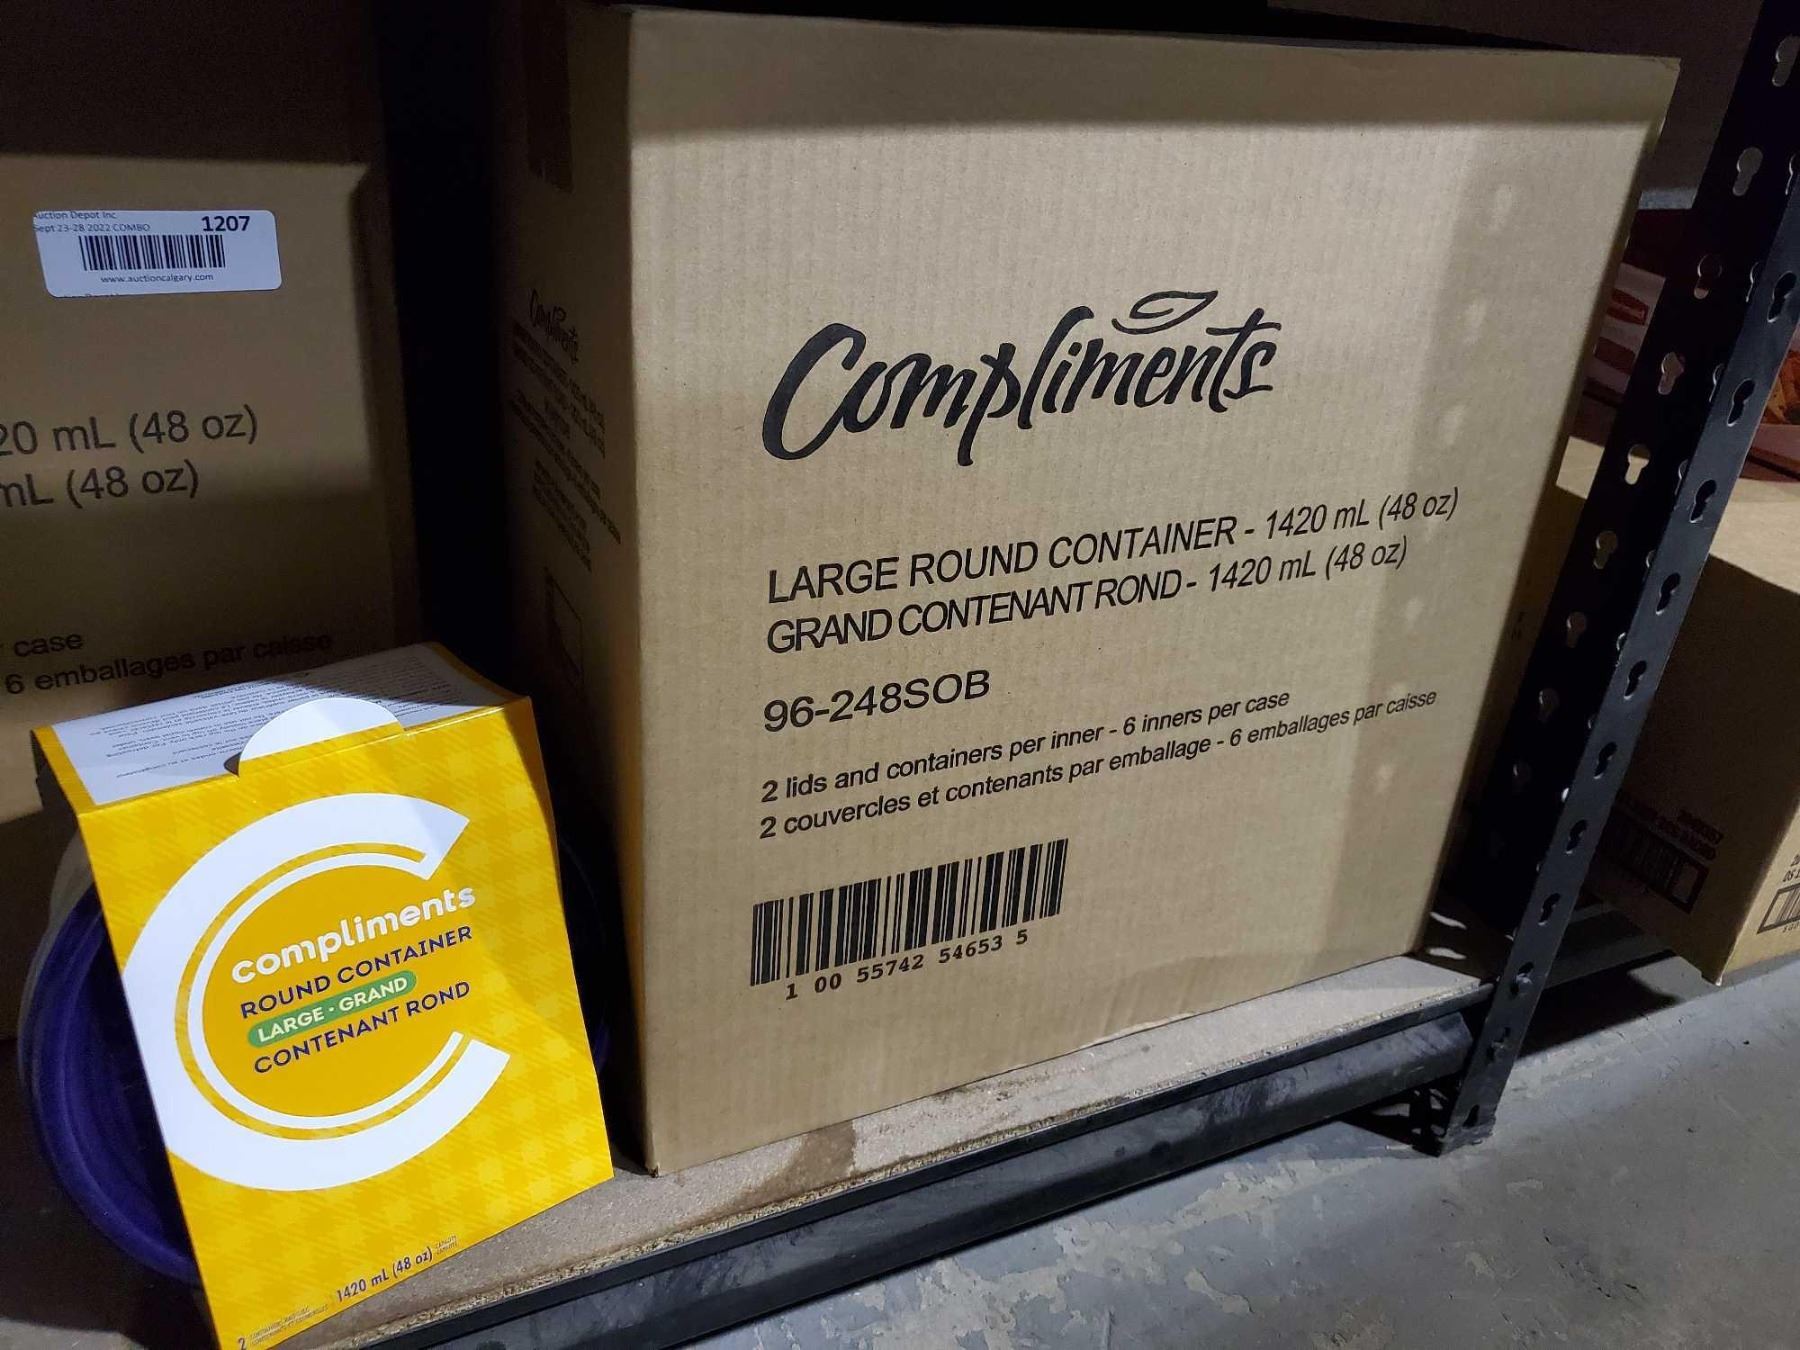 Auction Depot Inc
Sept 23-28 2022 COMBO
1207
www.auctioncalgary.com
20 mL (48 oz)
mL (48 oz)
case
6 emballages par caisse
Compliments
LARGE ROUND CONTAINER - 1420 mL (48 oz)
GRAND CONTENANT ROND - 1420 mL (48 oz)
96-248SOB
2 lids and containers per inner - 6 inners per case
2 couvercles et contenants par emballage - 6 emballages par caisse
1 00 55742 54653 5
compliments
ROUND CONTAINER
LARGE · GRAND
CONTENANT ROND
1420 mL (48 oz)
2
Compliments